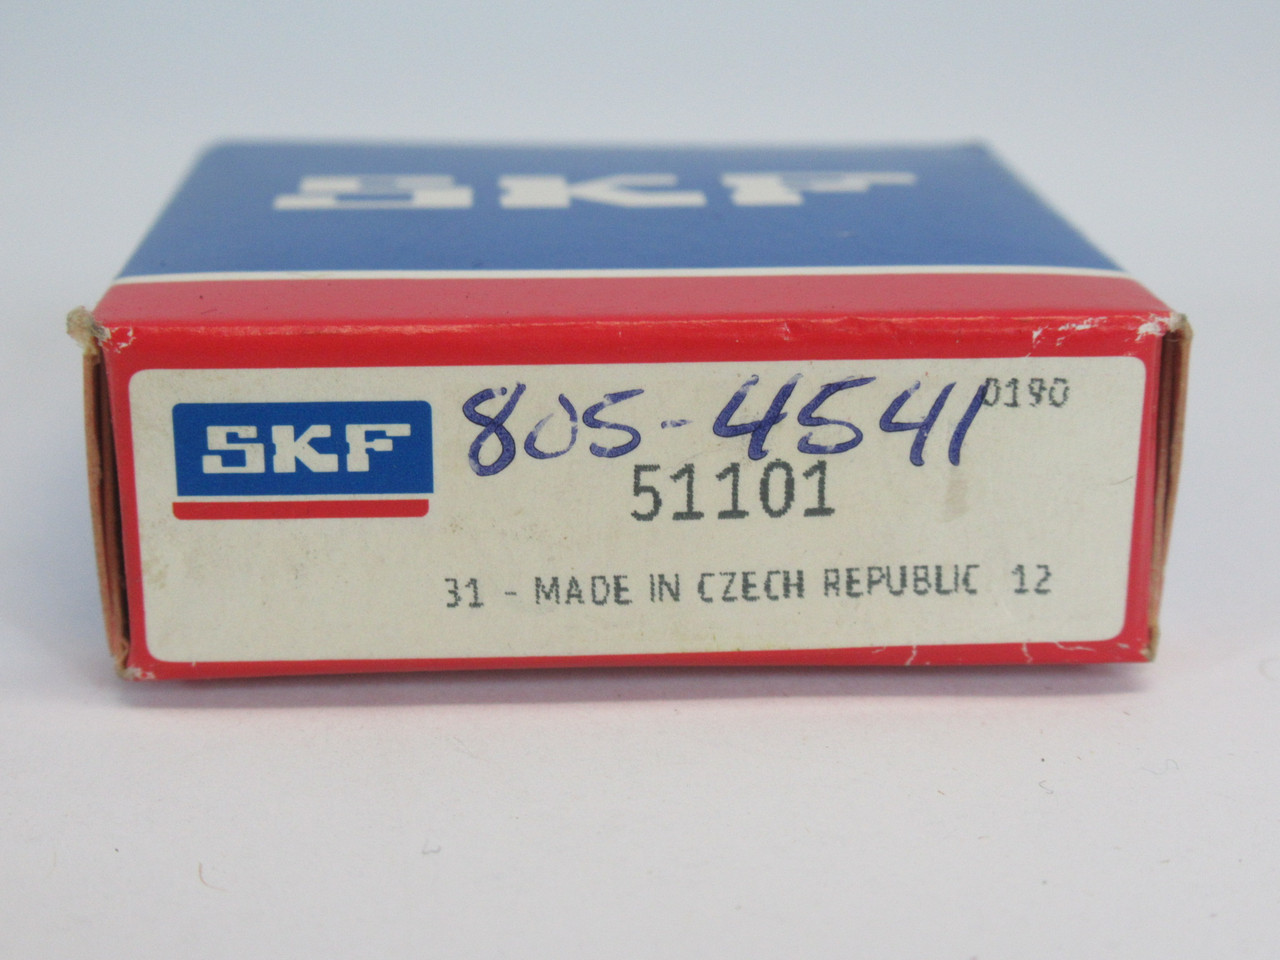 SKF
SKF
805-4541
0190
51101
31 - MADE IN CZECH REPUBLIC 12